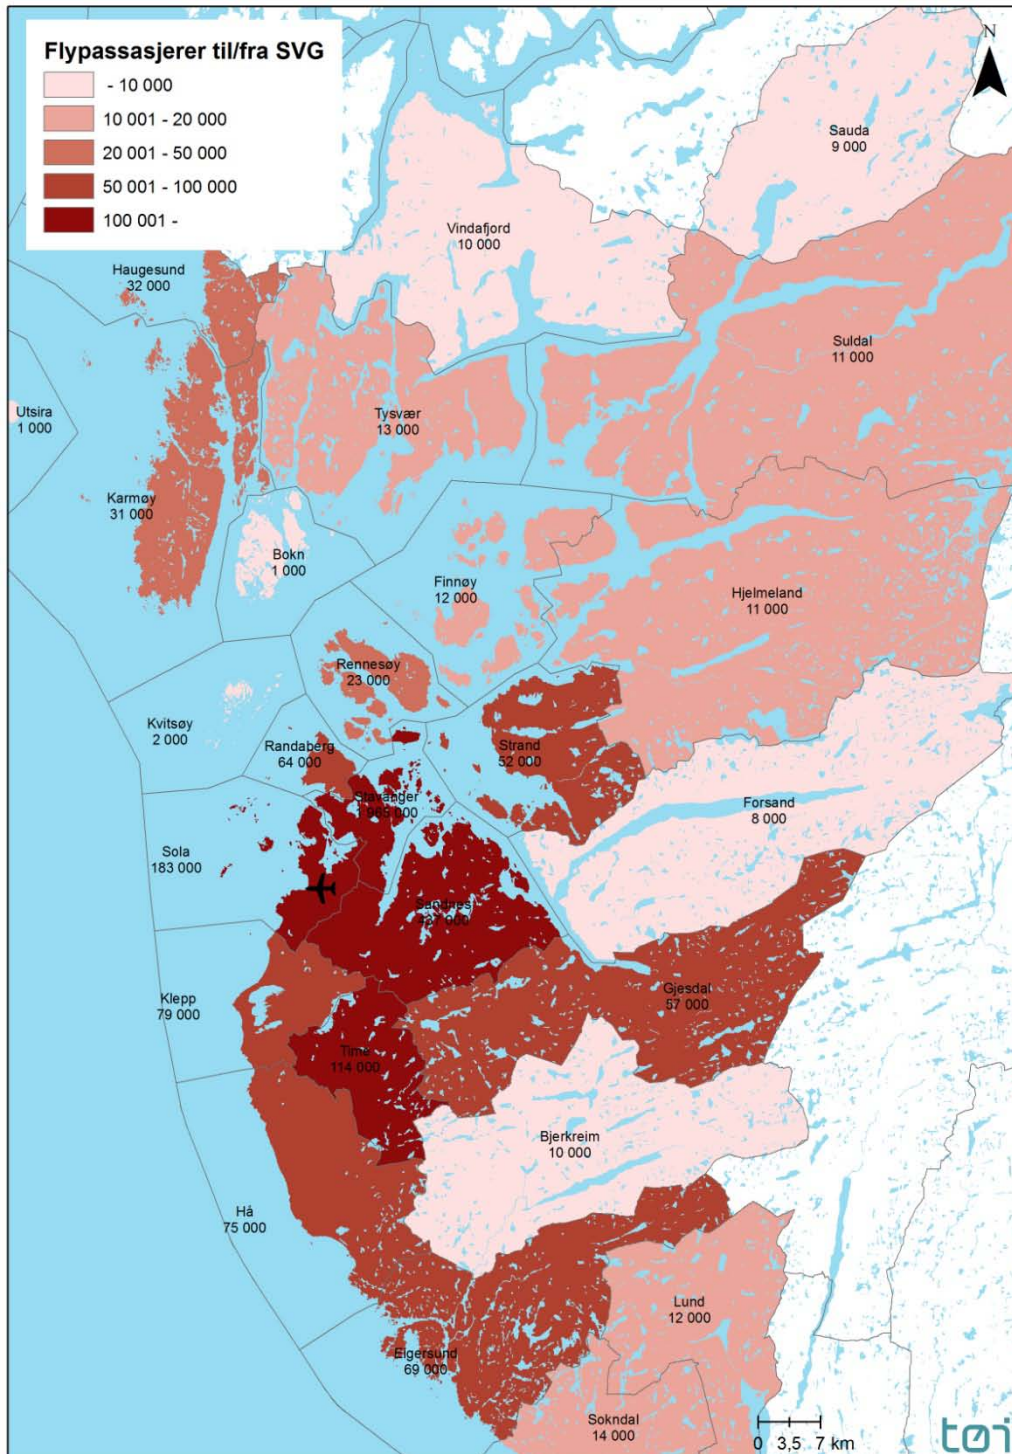 Flypassasjerer til/fra SVG
- 10 000
10 001 - 20 000
20 001 - 50 000
50 001 - 100 000
100 001 -
N
Sauda
9 000
Vindafjord
10 000
Haugesund
32 000
Suldal
11 000
Utsira
1 000
Tysvær
13 000
Karmøy
31 000
Bokn
1 000
Finnøy
12 000
Hjelmeland
11 000
Rennesøy
23 000
Kvitsøy
2 000
Randaberg
64 000
Strand
52 000
Stavanger
1 965 000
Forsand
8 000
Sola
183 000
Sandnes
Gjesdal
57 000
Klepp
79 000
Time
114 000
Bjerkreim
10 000
Hå
75 000
Lund
12 000
Eigersund
69 000
Sokndal
14 000
0 3,5 7 km
tøi